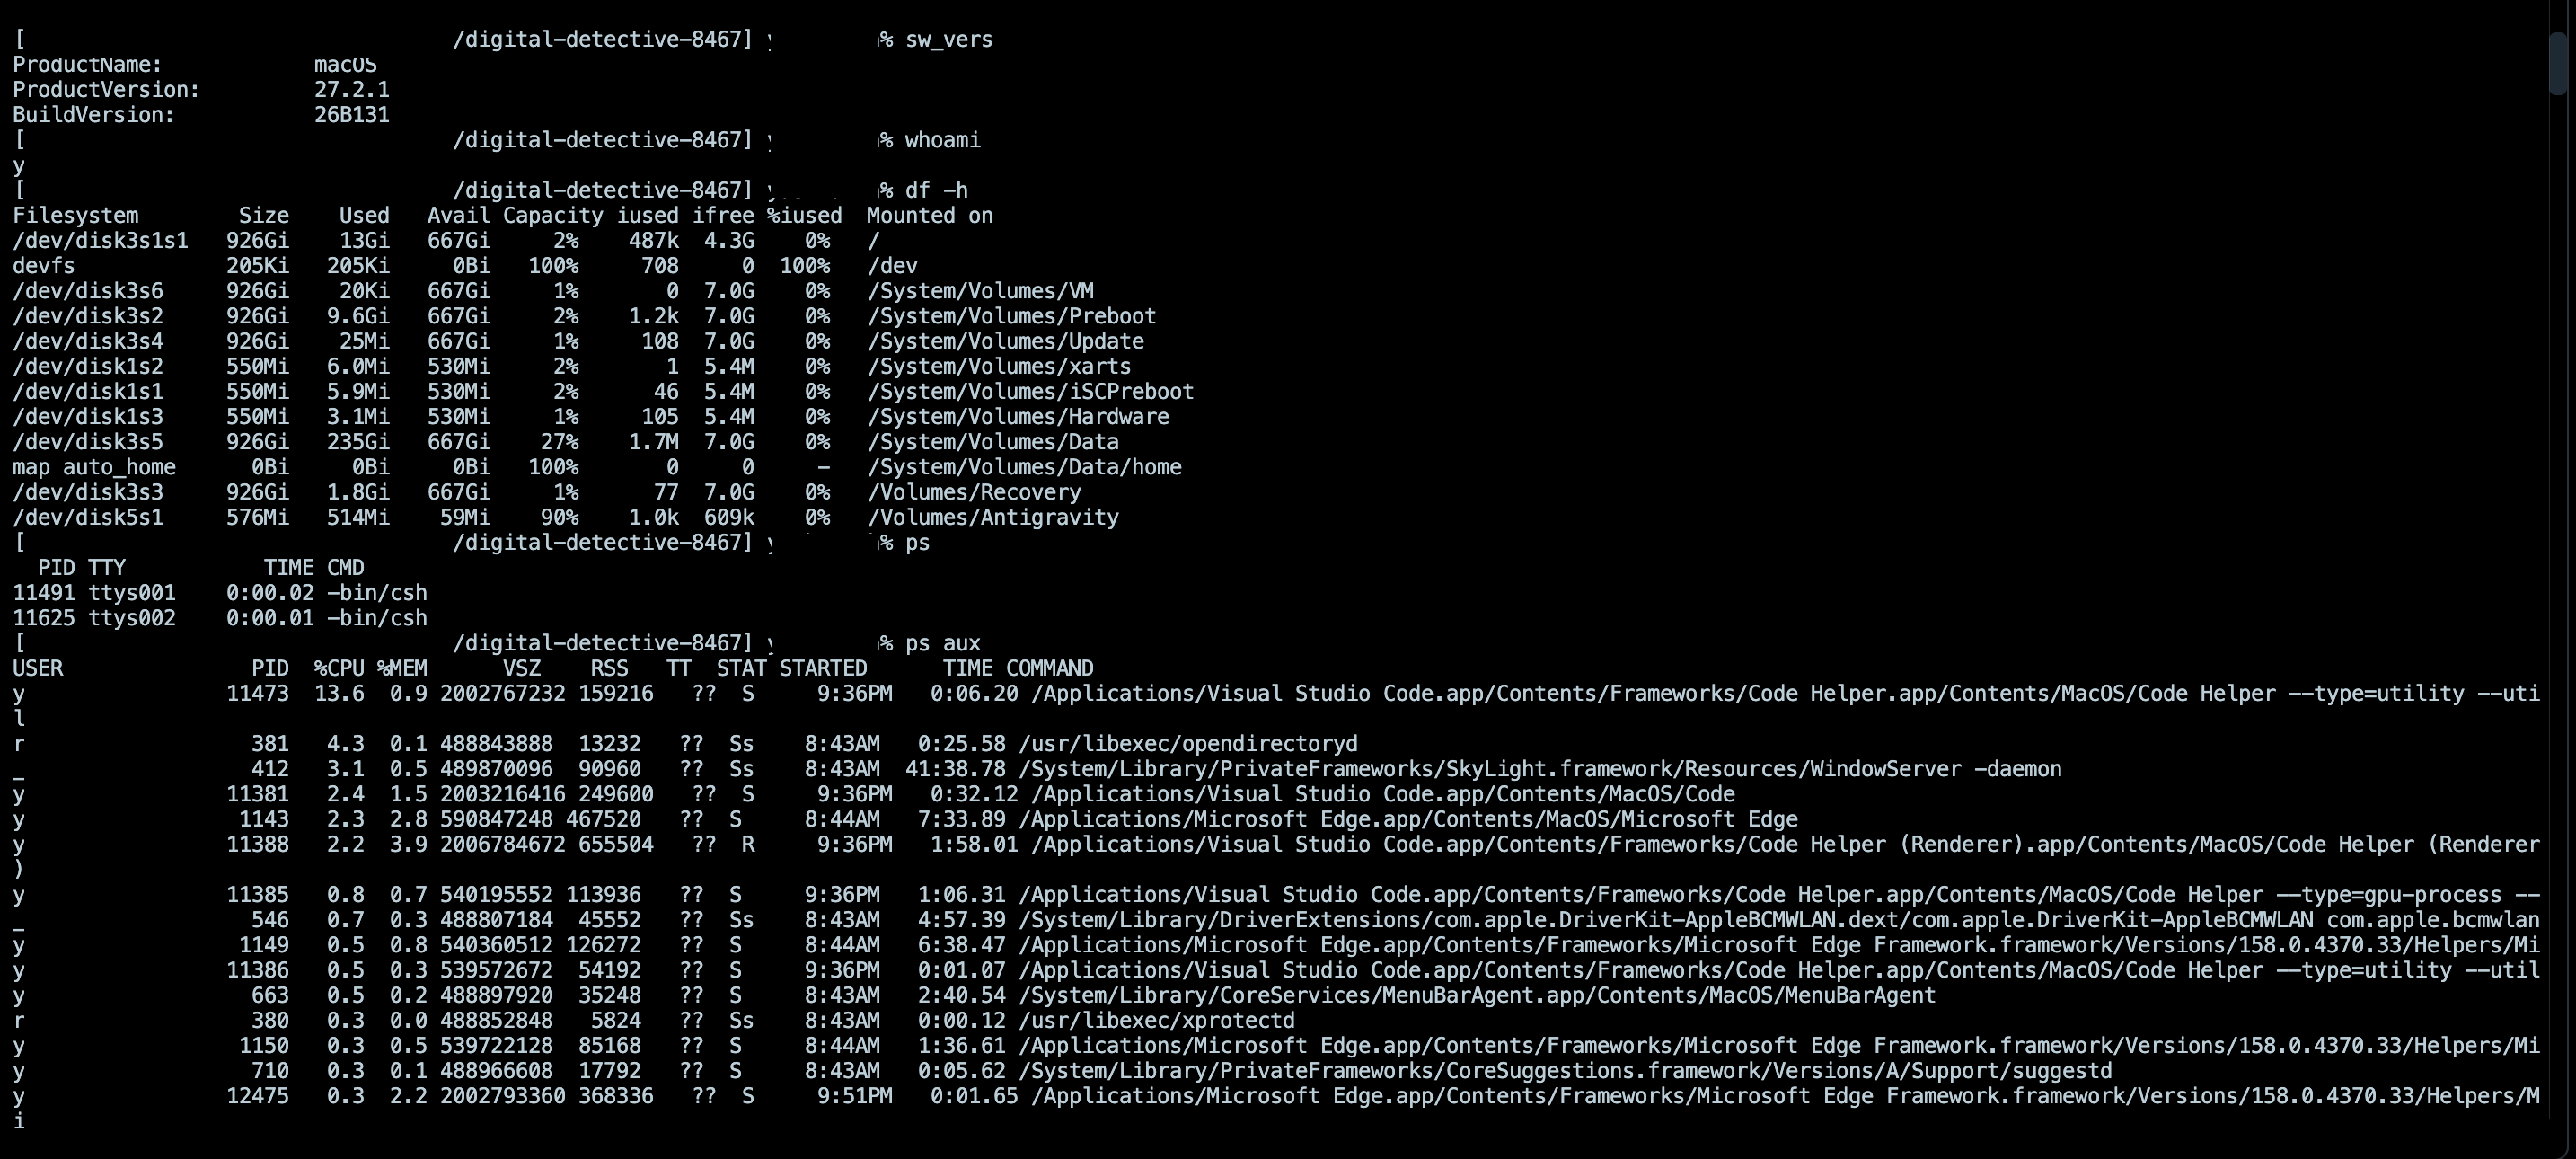 [ /digital-detective-8467] y % sw_vers
ProductName: macOS
ProductVersion: 27.2.1
BuildVersion: 26B131
[ /digital-detective-8467] y % whoami
y
[ /digital-detective-8467] y % df -h
Filesystem Size Used Avail Capacity iused ifree %iused Mounted on
/dev/disk3s1s1 926Gi 13Gi 667Gi 2% 487k 4.3G 0% /
devfs 205Ki 205Ki 0Bi 100% 708 0 100% /dev
/dev/disk3s6 926Gi 20Ki 667Gi 1% 0 7.0G 0% /System/Volumes/VM
/dev/disk3s2 926Gi 9.6Gi 667Gi 2% 1.2k 7.0G 0% /System/Volumes/Preboot
/dev/disk3s4 926Gi 25Mi 667Gi 1% 108 7.0G 0% /System/Volumes/Update
/dev/disk1s2 550Mi 6.0Mi 530Mi 2% 1 5.4M 0% /System/Volumes/xarts
/dev/disk1s1 550Mi 5.9Mi 530Mi 2% 46 5.4M 0% /System/Volumes/iSCPreboot
/dev/disk1s3 550Mi 3.1Mi 530Mi 1% 105 5.4M 0% /System/Volumes/Hardware
/dev/disk3s5 926Gi 235Gi 667Gi 27% 1.7M 7.0G 0% /System/Volumes/Data
map auto_home 0Bi 0Bi 0Bi 100% 0 0 - /System/Volumes/Data/home
/dev/disk3s3 926Gi 1.8Gi 667Gi 1% 77 7.0G 0% /Volumes/Recovery
/dev/disk5s1 576Mi 514Mi 59Mi 90% 1.0k 609k 0% /Volumes/Antigravity
[ /digital-detective-8467] y % ps
PID TTY TIME CMD
11491 ttys001 0:00.02 -bin/csh
11625 ttys002 0:00.01 -bin/csh
[ /digital-detective-8467] y % ps aux
USER PID %CPU %MEM VSZ RSS TT STAT STARTED TIME COMMAND
y 11473 13.6 0.9 2002767232 159216 ?? S 9:36PM 0:06.20 /Applications/Visual Studio Code.app/Contents/Frameworks/Code Helper.app/Contents/MacOS/Code Helper --type=utility --uti
l
r 381 4.3 0.1 488843888 13232 ?? Ss 8:43AM 0:25.58 /usr/libexec/opendirectoryd
_ 412 3.1 0.5 489870096 90960 ?? Ss 8:43AM 41:38.78 /System/Library/PrivateFrameworks/SkyLight.framework/Resources/WindowServer -daemon
y 11381 2.4 1.5 2003216416 249600 ?? S 9:36PM 0:32.12 /Applications/Visual Studio Code.app/Contents/MacOS/Code
y 1143 2.3 2.8 590847248 467520 ?? S 8:44AM 7:33.89 /Applications/Microsoft Edge.app/Contents/MacOS/Microsoft Edge
y 11388 2.2 3.9 2006784672 655504 ?? R 9:36PM 1:58.01 /Applications/Visual Studio Code.app/Contents/Frameworks/Code Helper (Renderer).app/Contents/MacOS/Code Helper (Renderer
)
y 11385 0.8 0.7 540195552 113936 ?? S 9:36PM 1:06.31 /Applications/Visual Studio Code.app/Contents/Frameworks/Code Helper.app/Contents/MacOS/Code Helper --type=gpu-process --
_ 546 0.7 0.3 488807184 45552 ?? Ss 8:43AM 4:57.39 /System/Library/DriverExtensions/com.apple.DriverKit-AppleBCMWLAN.dext/com.apple.DriverKit-AppleBCMWLAN com.apple.bcmwlan
y 1149 0.5 0.8 540360512 126272 ?? S 8:44AM 6:38.47 /Applications/Microsoft Edge.app/Contents/Frameworks/Microsoft Edge Framework.framework/Versions/158.0.4370.33/Helpers/Mi
y 11386 0.5 0.3 539572672 54192 ?? S 9:36PM 0:01.07 /Applications/Visual Studio Code.app/Contents/Frameworks/Code Helper.app/Contents/MacOS/Code Helper --type=utility --util
y 663 0.5 0.2 488897920 35248 ?? S 8:43AM 2:40.54 /System/Library/CoreServices/MenuBarAgent.app/Contents/MacOS/MenuBarAgent
r 380 0.3 0.0 488852848 5824 ?? Ss 8:43AM 0:00.12 /usr/libexec/xprotectd
y 1150 0.3 0.5 539722128 85168 ?? S 8:44AM 1:36.61 /Applications/Microsoft Edge.app/Contents/Frameworks/Microsoft Edge Framework.framework/Versions/158.0.4370.33/Helpers/Mi
y 710 0.3 0.1 488966608 17792 ?? S 8:43AM 0:05.62 /System/Library/PrivateFrameworks/CoreSuggestions.framework/Versions/A/Support/suggestd
y 12475 0.3 2.2 2002793360 368336 ?? S 9:51PM 0:01.65 /Applications/Microsoft Edge.app/Contents/Frameworks/Microsoft Edge Framework.framework/Versions/158.0.4370.33/Helpers/M
i